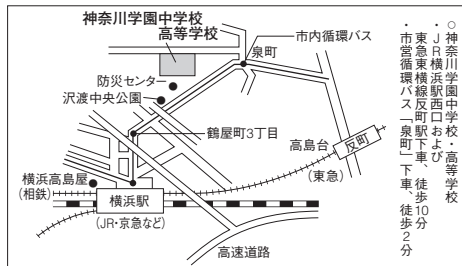 神奈川学園中学校
高等学校
市内循環バス
泉町
防災センター
沢渡中央公園
鶴屋町3丁目
高島台
反町
(東急)
横浜高島屋
(相鉄)
横浜駅
(JR・京急など)
高速道路
○神奈川学園中学校・高等学校
・JR横浜駅西口および
東急東横線反町駅下車、徒歩10分
・市営循環バス「泉町」下車、徒歩2分